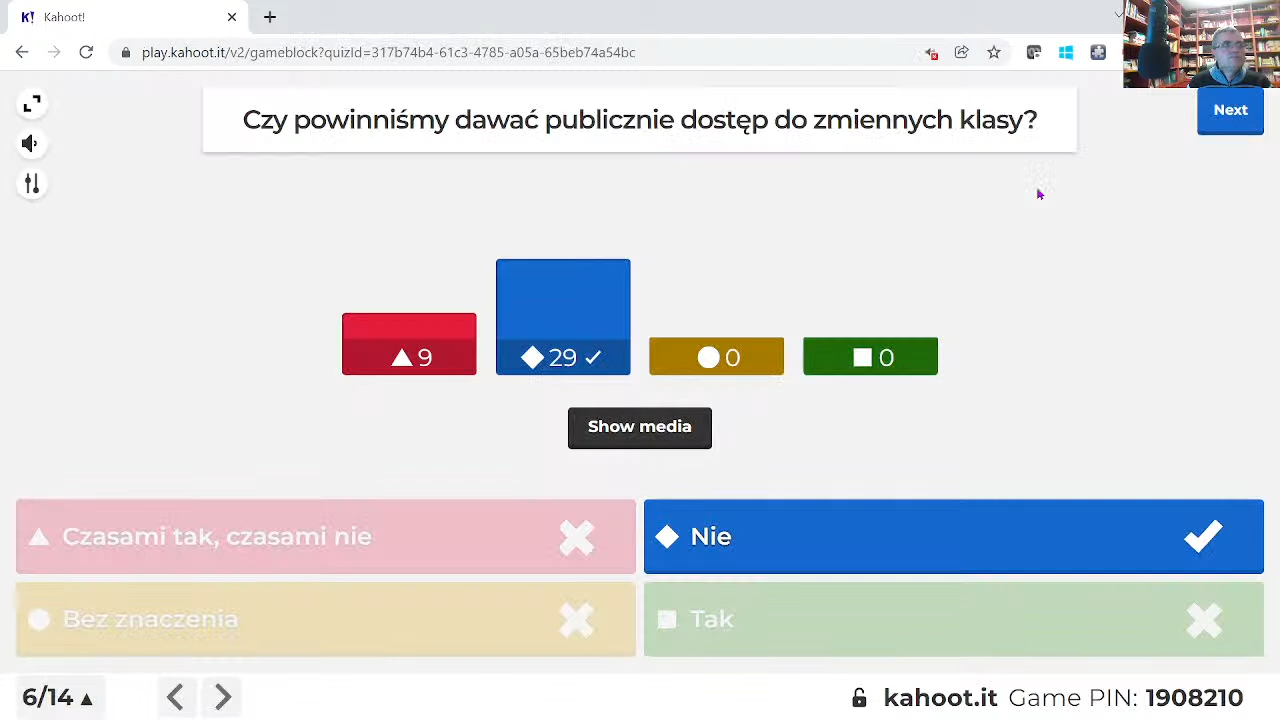 K! Kahoot!
play.kahoot.it/v2/gameblock?quizId=317b74b4-61c3-4785-a05a-65beb74a54bc
Czy powinniśmy dawać publicznie dostęp do zmiennych klasy?
Next
9
29
0
0
Show media
Czasami tak, czasami nie
Nie
Bez znaczenia
Tak
6/14
kahoot.it Game PIN: 1908210